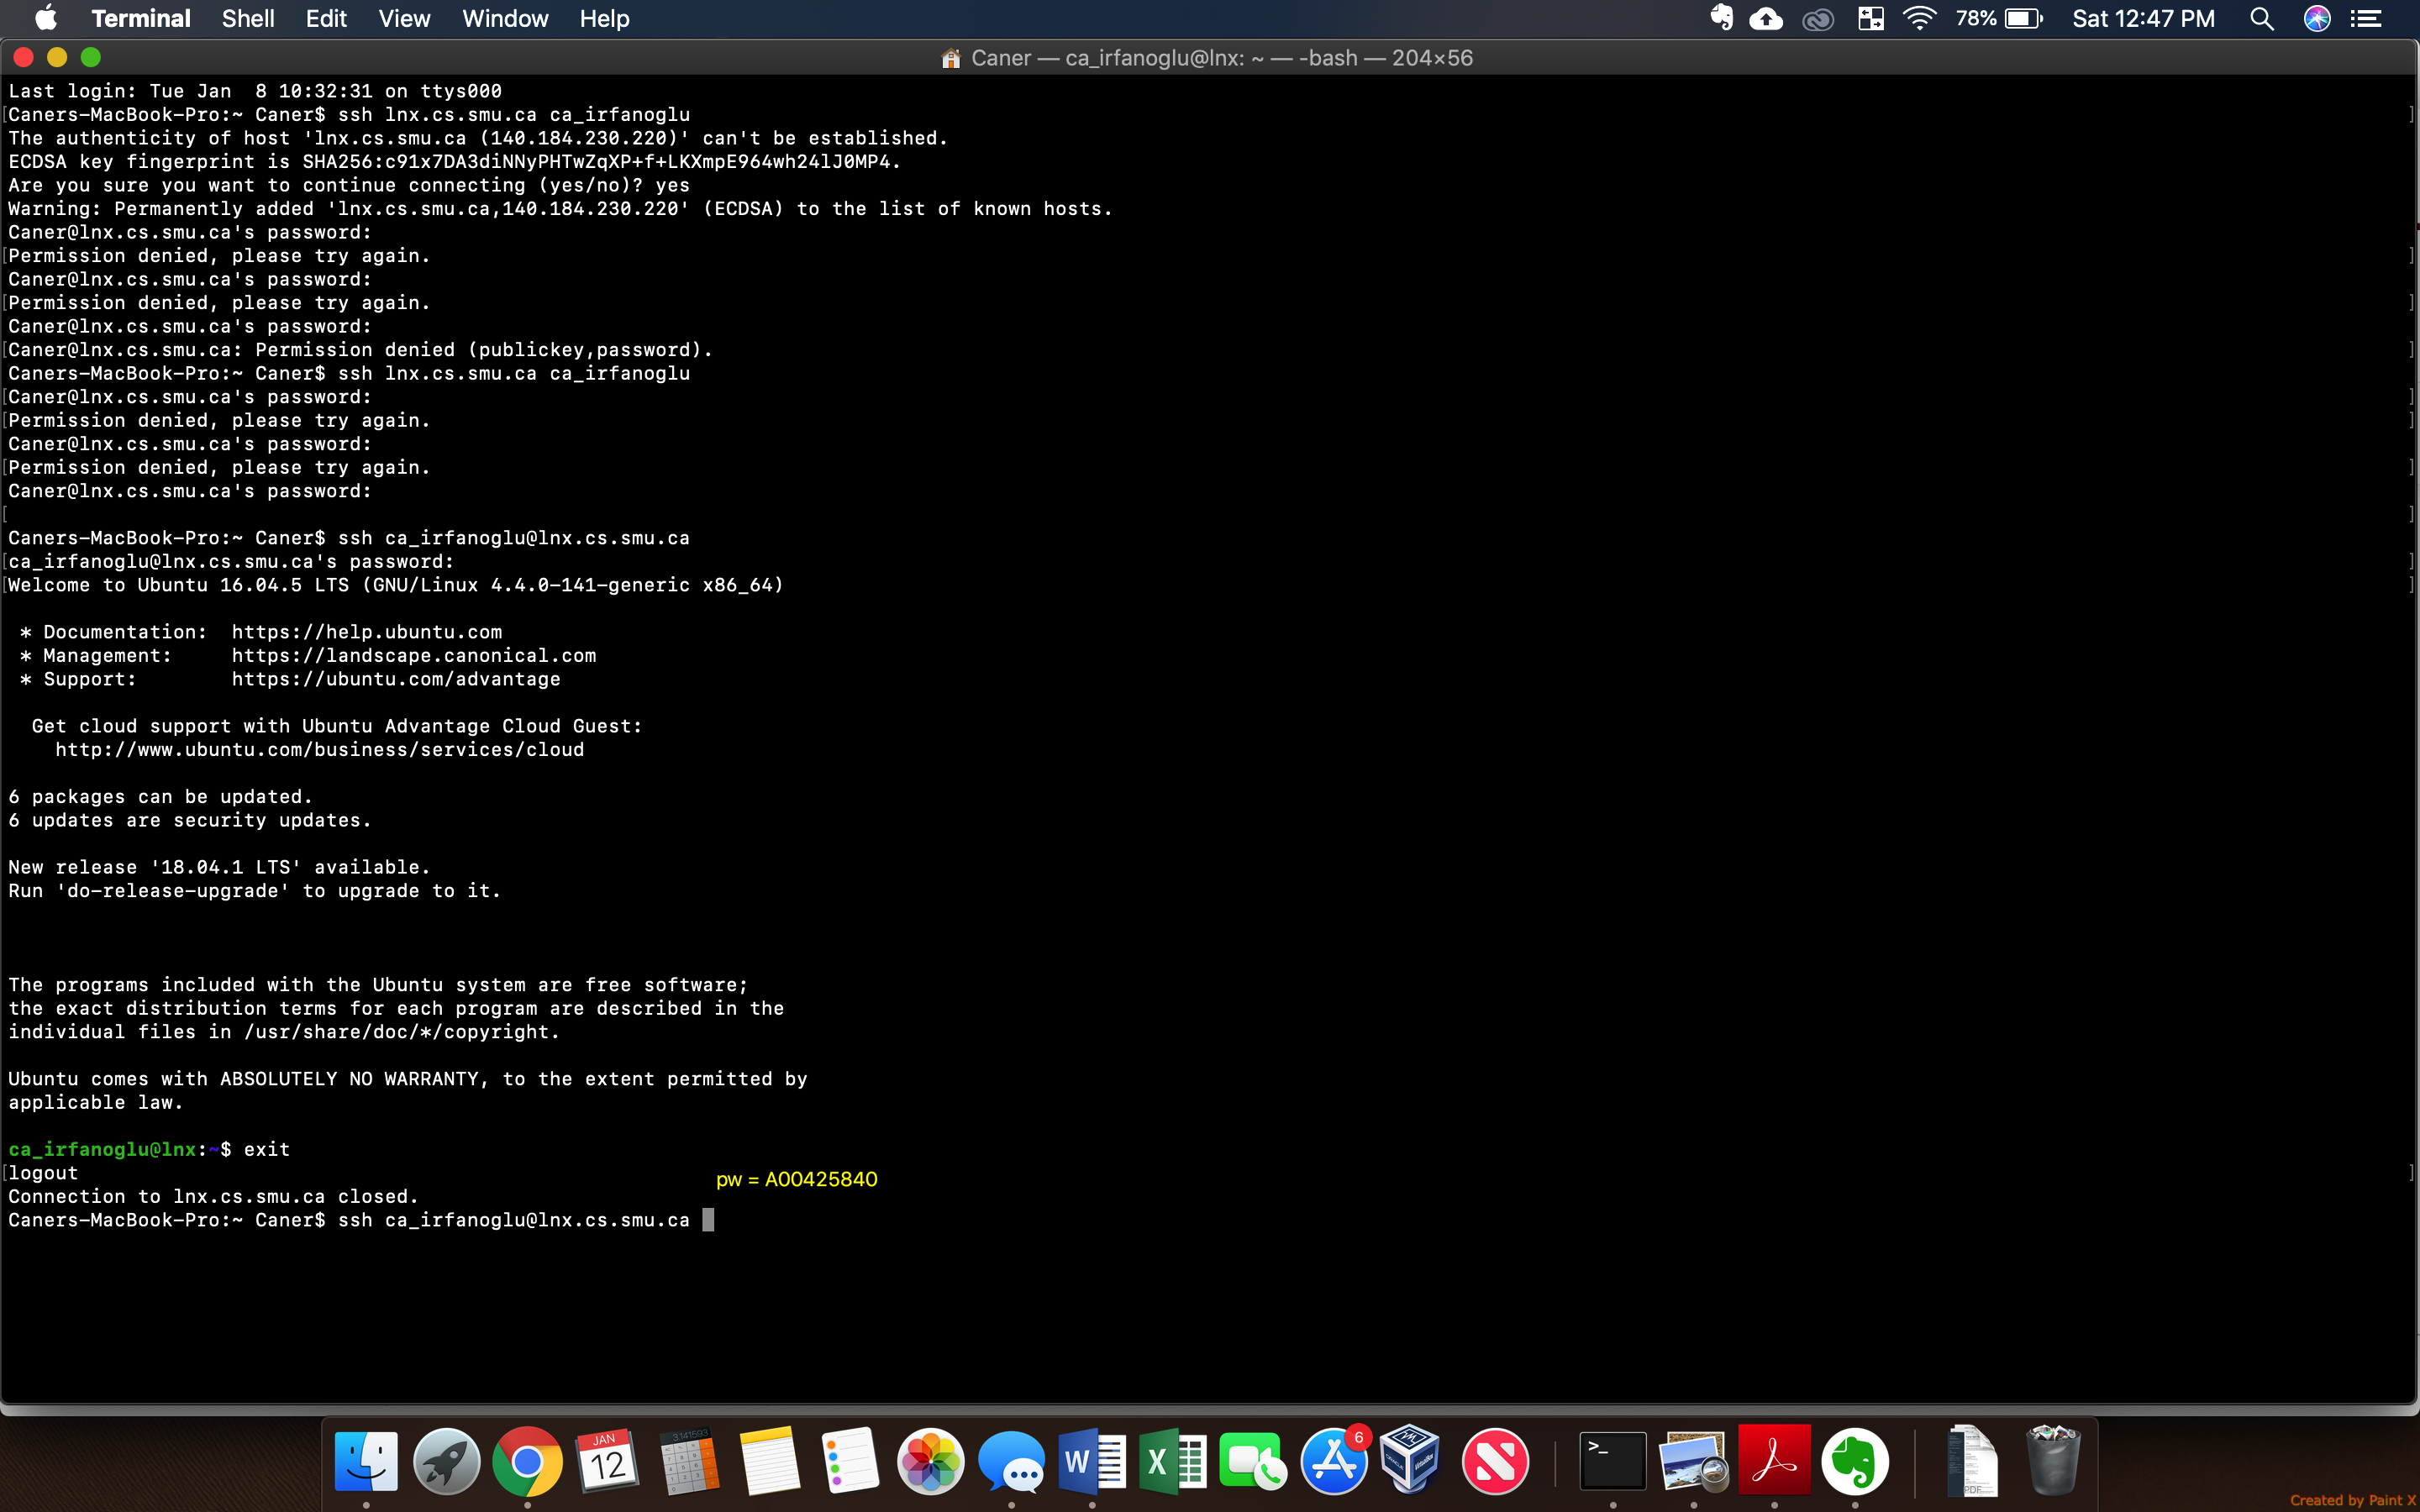 Terminal Shell Edit View Window Help 78% Sat 12:47 PM
Caner — ca_irfanoglu@lnx: ~ — -bash — 204×56
Last login: Tue Jan  8 10:32:31 on ttys000
[Caners-MacBook-Pro:~ Caner$ ssh lnx.cs.smu.ca ca_irfanoglu ]
The authenticity of host 'lnx.cs.smu.ca (140.184.230.220)' can't be established.
ECDSA key fingerprint is SHA256:c91x7DA3diNNyPHTwZqXP+f+LKXmpE964wh24lJ0MP4.
Are you sure you want to continue connecting (yes/no)? yes
Warning: Permanently added 'lnx.cs.smu.ca,140.184.230.220' (ECDSA) to the list of known hosts.
Caner@lnx.cs.smu.ca's password:
[Permission denied, please try again. ]
Caner@lnx.cs.smu.ca's password:
[Permission denied, please try again. ]
Caner@lnx.cs.smu.ca's password:
[Caner@lnx.cs.smu.ca: Permission denied (publickey,password). ]
Caners-MacBook-Pro:~ Caner$ ssh lnx.cs.smu.ca ca_irfanoglu
[Caner@lnx.cs.smu.ca's password: ]
[Permission denied, please try again. ]
Caner@lnx.cs.smu.ca's password:
[Permission denied, please try again. ]
Caner@lnx.cs.smu.ca's password:
[ ]
Caners-MacBook-Pro:~ Caner$ ssh ca_irfanoglu@lnx.cs.smu.ca
[ca_irfanoglu@lnx.cs.smu.ca's password: ]
[Welcome to Ubuntu 16.04.5 LTS (GNU/Linux 4.4.0-141-generic x86_64) ]
* Documentation:  https://help.ubuntu.com
* Management:     https://landscape.canonical.com
* Support:        https://ubuntu.com/advantage
Get cloud support with Ubuntu Advantage Cloud Guest:
http://www.ubuntu.com/business/services/cloud
6 packages can be updated.
6 updates are security updates.
New release '18.04.1 LTS' available.
Run 'do-release-upgrade' to upgrade to it.
The programs included with the Ubuntu system are free software;
the exact distribution terms for each program are described in the
individual files in /usr/share/doc/*/copyright.
Ubuntu comes with ABSOLUTELY NO WARRANTY, to the extent permitted by
applicable law.
ca_irfanoglu@lnx:~$ exit
[logout ]
pw = A00425840
Connection to lnx.cs.smu.ca closed.
Caners-MacBook-Pro:~ Caner$ ssh ca_irfanoglu@lnx.cs.smu.ca
JAN
12
3.141593
W
X
6
>_
PDF
Created by Paint X